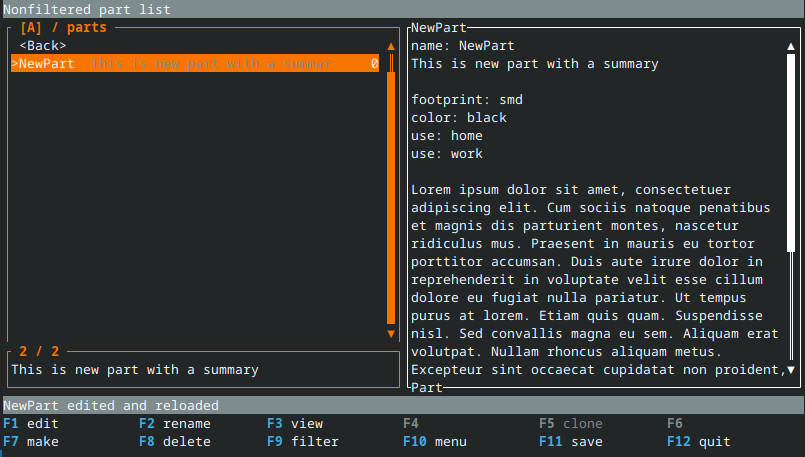 Nonfiltered part list
[A] / parts
<Back>
>NewPart This is new part with a summar 0
2 / 2
This is new part with a summary
NewPart
name: NewPart
This is new part with a summary
footprint: smd
color: black
use: home
use: work
Lorem ipsum dolor sit amet, consectetuer
adipiscing elit. Cum sociis natoque penatibus
et magnis dis parturient montes, nascetur
ridiculus mus. Praesent in mauris eu tortor
porttitor accumsan. Duis aute irure dolor in
reprehenderit in voluptate velit esse cillum
dolore eu fugiat nulla pariatur. Ut tempus
purus at lorem. Etiam quis quam. Suspendisse
nisl. Sed convallis magna eu sem. Aliquam erat
volutpat. Nullam rhoncus aliquam metus.
Excepteur sint occaecat cupidatat non proident,
Part
NewPart edited and reloaded
F1 edit F2 rename F3 view F4 F5 clone F6
F7 make F8 delete F9 filter F10 menu F11 save F12 quit